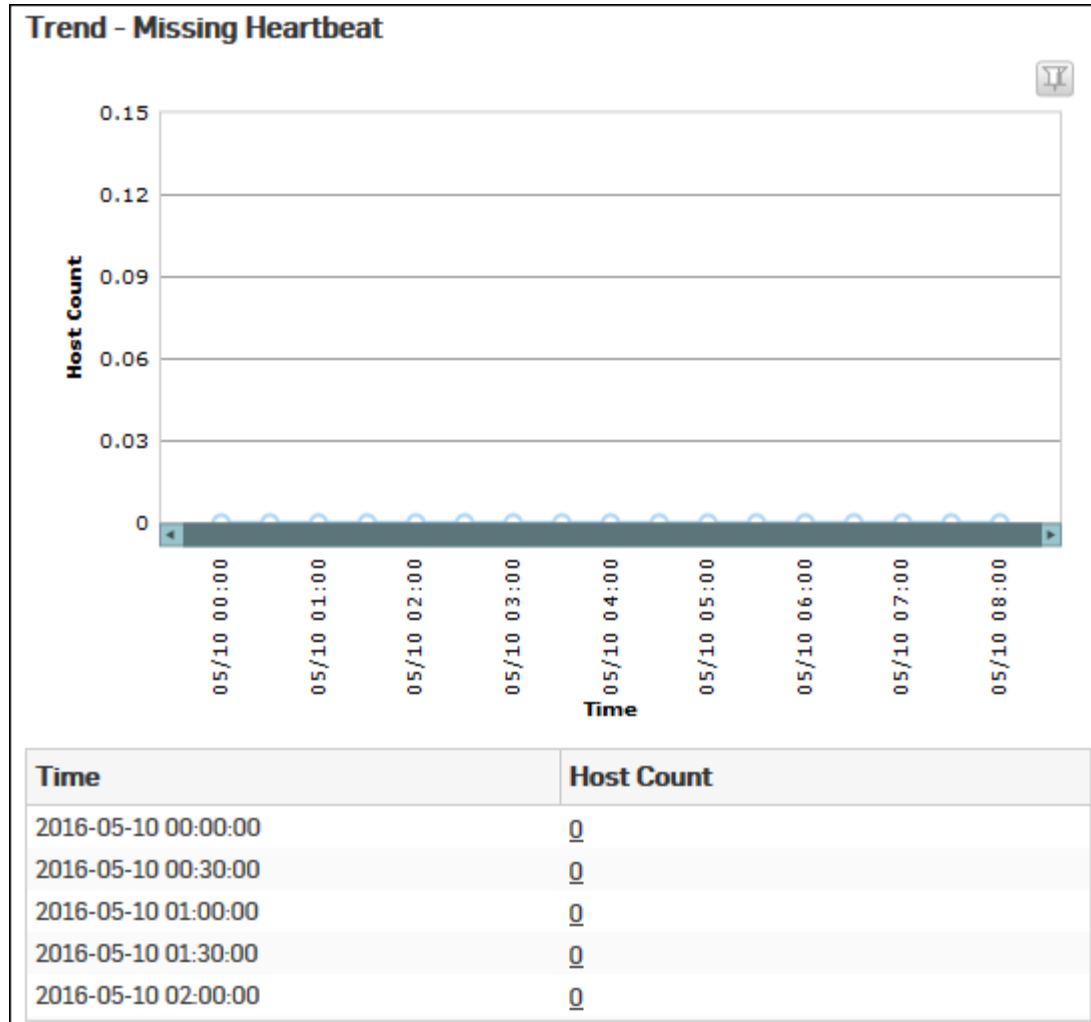 Trend - Missing Heartbeat
0.15
0.12
0.09
0.06
0.03
0
Host Count
05/10 00:00
05/10 01:00
05/10 02:00
05/10 03:00
05/10 04:00
05/10 05:00
05/10 06:00
05/10 07:00
05/10 08:00
Time
Time Host Count
2016-05-10 00:00:00 0
2016-05-10 00:30:00 0
2016-05-10 01:00:00 0
2016-05-10 01:30:00 0
2016-05-10 02:00:00 0